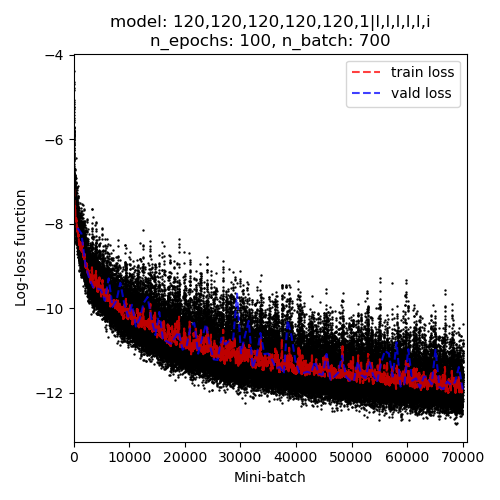 model: 120,120,120,120,120,1|l,l,l,l,l,i
n_epochs: 100, n_batch: 700
train loss
vald loss
Log-loss function
−4
−6
−8
−10
−12
0 10000 20000 30000 40000 50000 60000 70000
Mini-batch